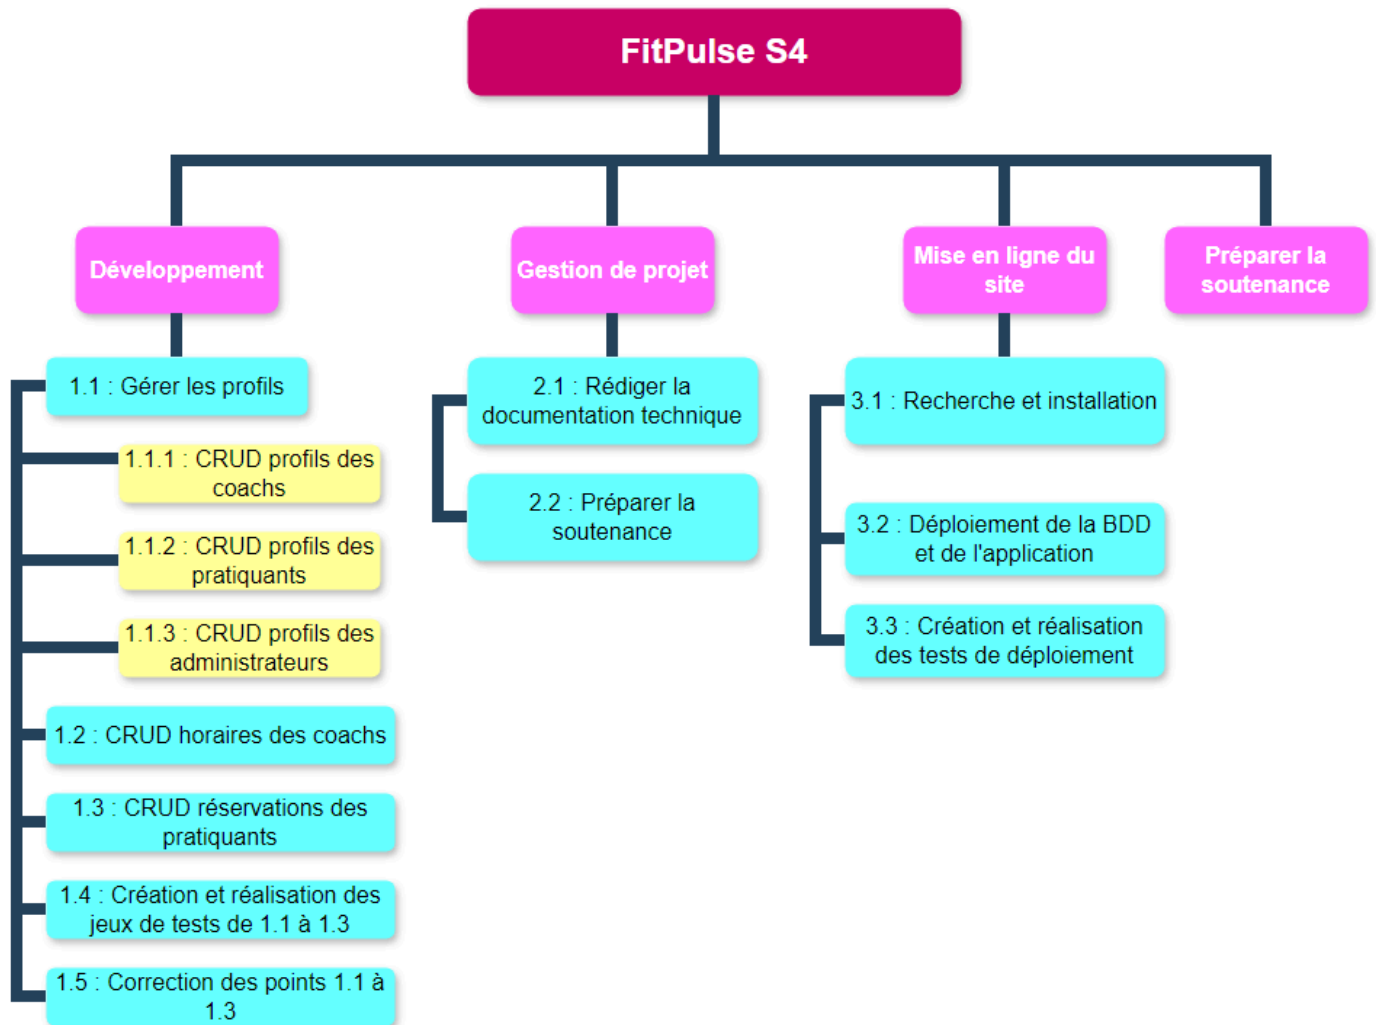 FitPulse S4
Développement
Gestion de projet
Mise en ligne du
site
Préparer la
soutenance
1.1 : Gérer les profils
1.1.1 : CRUD profils des
coachs
1.1.2 : CRUD profils des
pratiquants
1.1.3 : CRUD profils des
administrateurs
1.2 : CRUD horaires des coachs
1.3 : CRUD réservations des
pratiquants
1.4 : Création et réalisation des
jeux de tests de 1.1 à 1.3
1.5 : Correction des points 1.1 à
1.3
2.1 : Rédiger la
documentation technique
2.2 : Préparer la
soutenance
3.1 : Recherche et installation
3.2 : Déploiement de la BDD
et de l'application
3.3 : Création et réalisation
des tests de déploiement